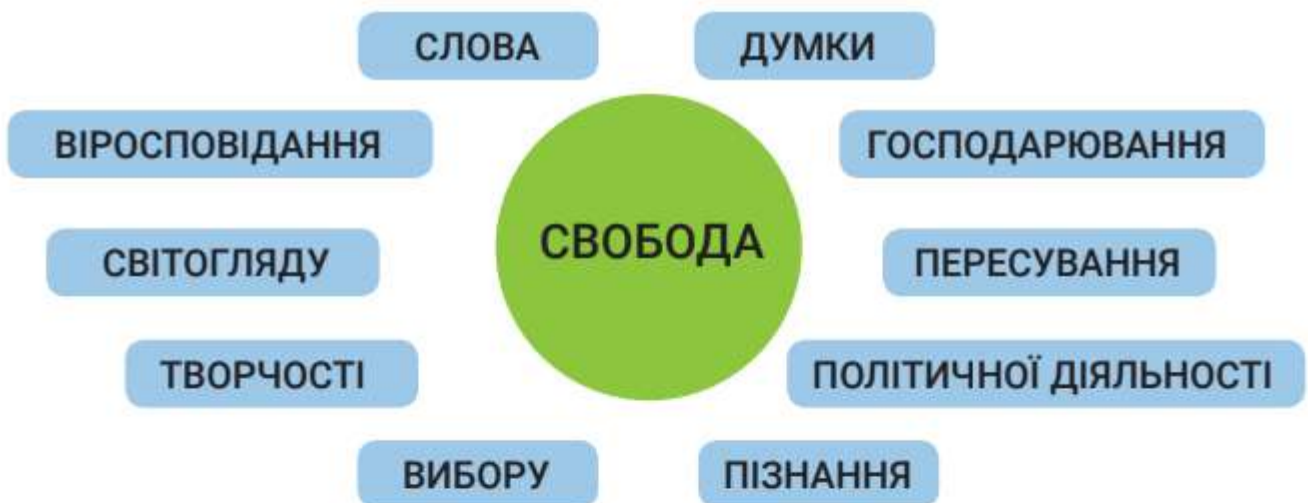 СЛОВА
ДУМКИ
ВІРОСПОВІДАННЯ
ГОСПОДАРЮВАННЯ
СВОБОДА
СВІТОГЛЯДУ
ПЕРЕСУВАННЯ
ТВОРЧОСТІ
ПОЛІТИЧНОЇ ДІЯЛЬНОСТІ
ВИБОРУ
ПІЗНАННЯ